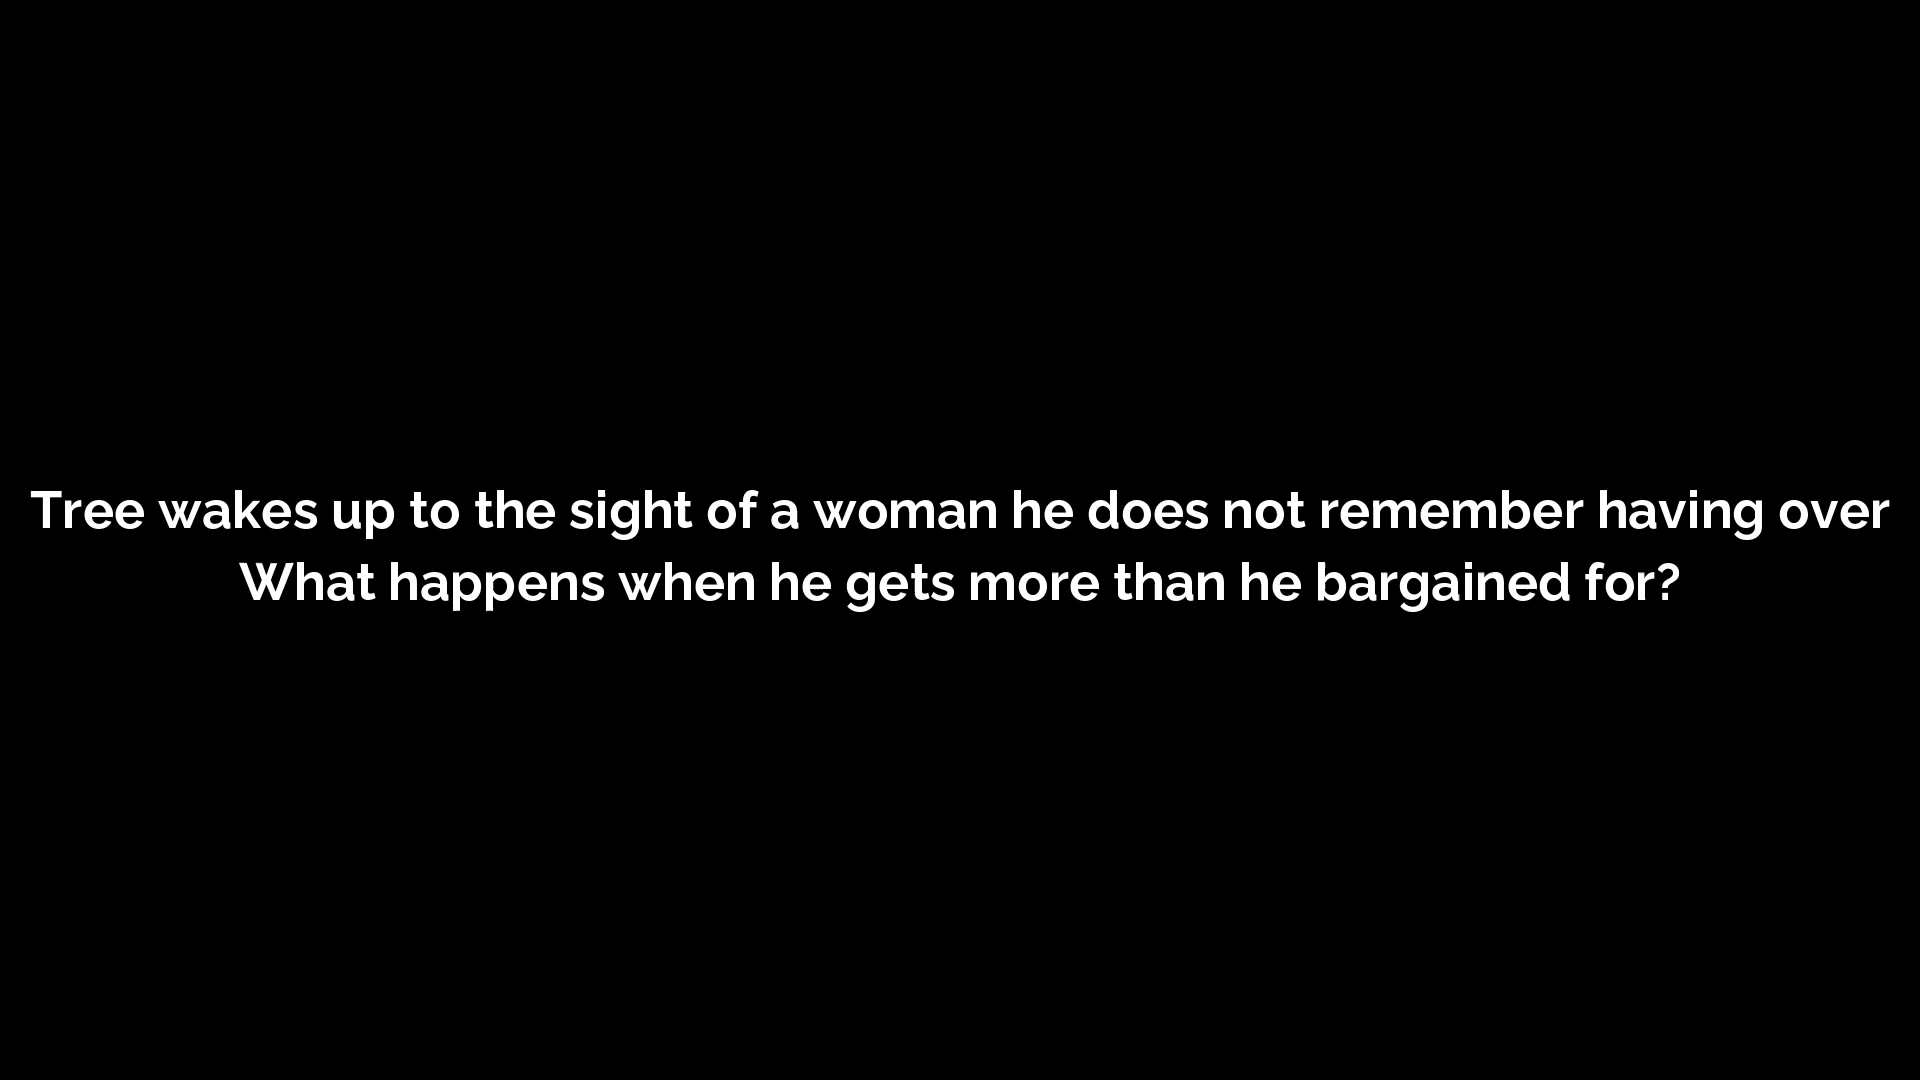 Tree wakes up to the sight of a woman he does not remember having over
What happens when he gets more than he bargained for?